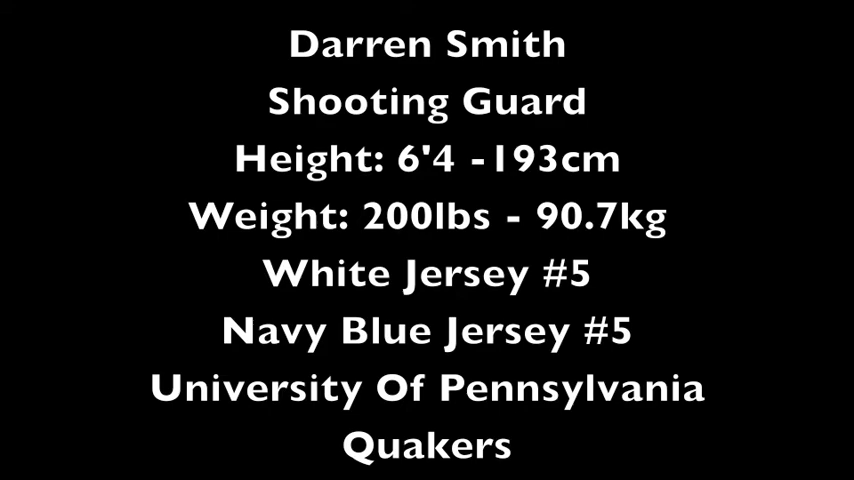 Darren Smith
Shooting Guard
Height: 6'4 -193cm
Weight: 200lbs - 90.7kg
White Jersey #5
Navy Blue Jersey #5
University Of Pennsylvania
Quakers